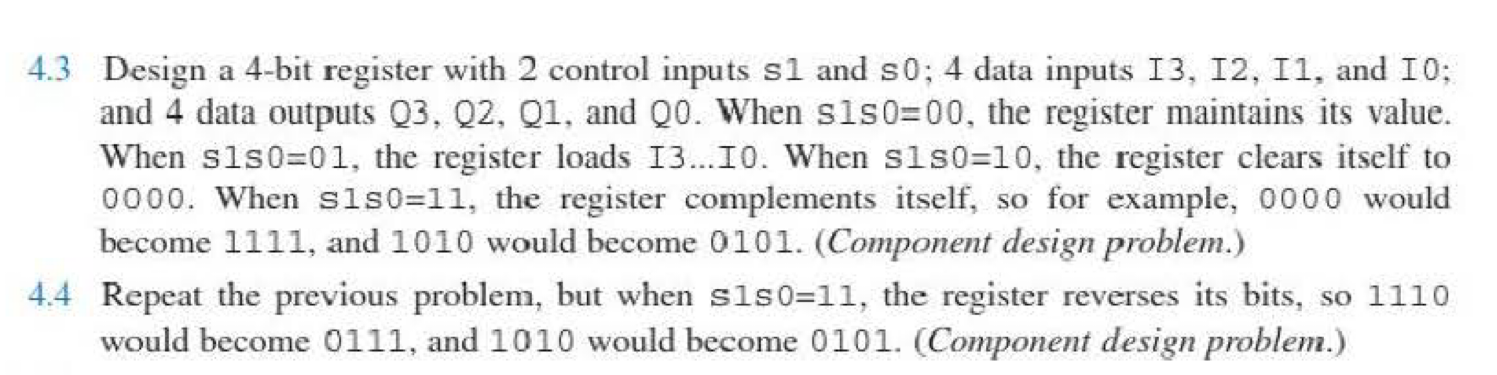 4.3 Design a 4-bit register with 2 control inputs s1 and s0; 4 data inputs I3, I2, I1, and I0;
and 4 data outputs Q3, Q2, Q1, and Q0. When s1s0=00, the register maintains its value.
When s1s0=01, the register loads I3...I0. When s1s0=10, the register clears itself to
0000. When s1s0=11, the register complements itself, so for example, 0000 would
become 1111, and 1010 would become 0101. (Component design problem.)
4.4 Repeat the previous problem, but when s1s0=11, the register reverses its bits, so 1110
would become 0111, and 1010 would become 0101. (Component design problem.)